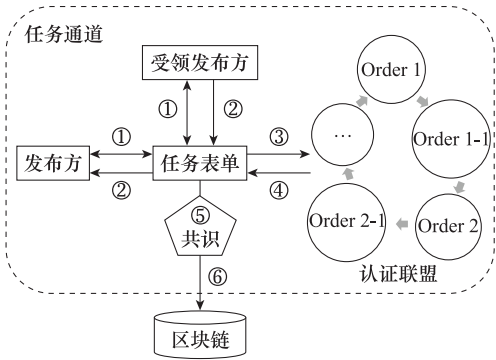 任务通道
受领发布方
Order 1
①
②
…
Order 1-1
①
③
发布方
任务表单
②
④
Order 2-1
Order 2
⑤
共识
认证联盟
⑥
区块链